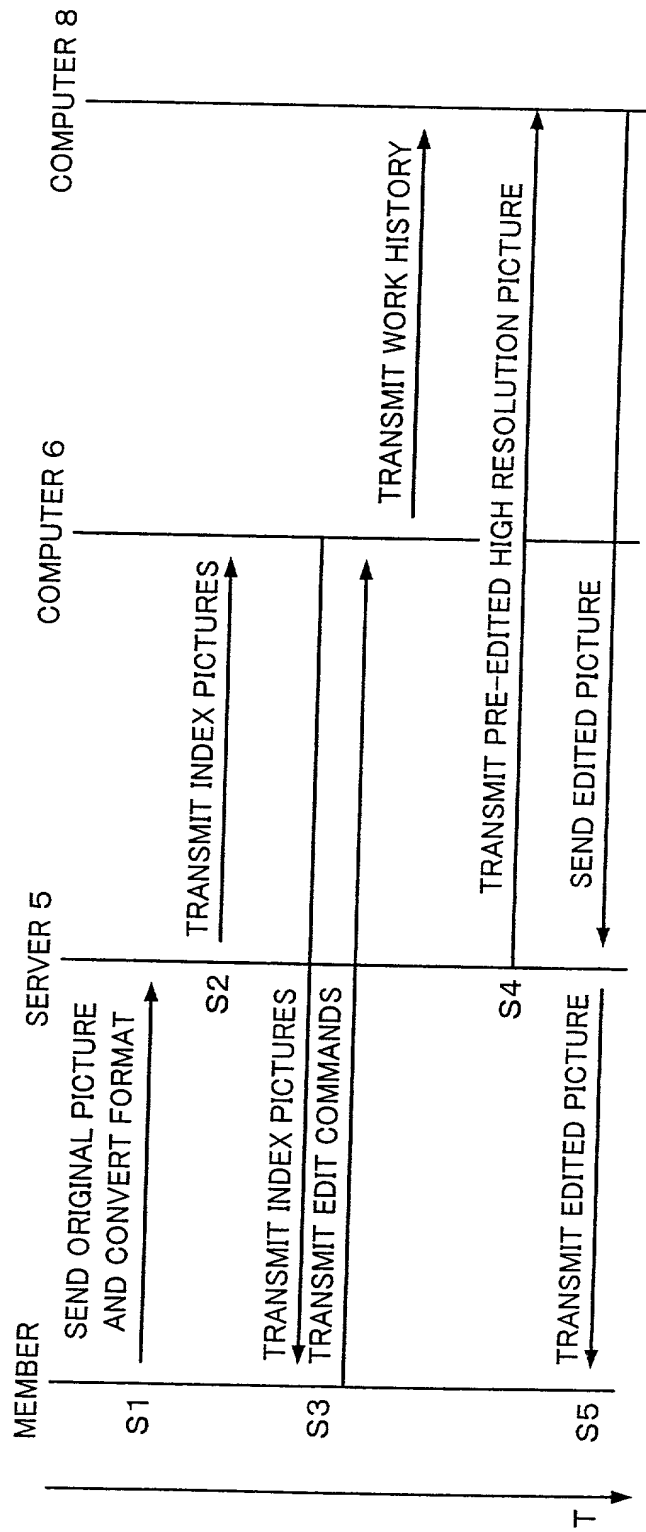 MEMBER
SERVER 5
COMPUTER 6
COMPUTER 8
S1
SEND ORIGINAL PICTURE
AND CONVERT FORMAT
S2
TRANSMIT INDEX PICTURES
S3
TRANSMIT INDEX PICTURES
TRANSMIT EDIT COMMANDS
TRANSMIT WORK HISTORY
S4
TRANSMIT PRE-EDITED HIGH RESOLUTION PICTURE
SEND EDITED PICTURE
S5
TRANSMIT EDITED PICTURE
T